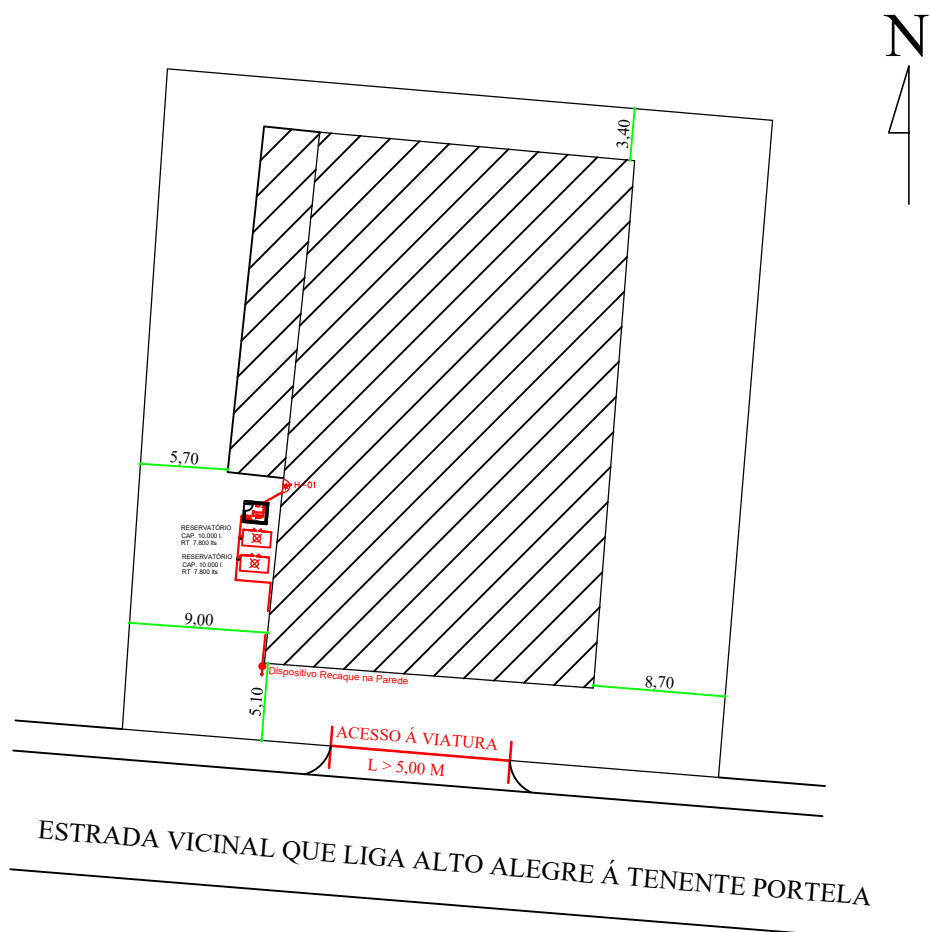 N
3,40
5,70
H-01
RESERVATÓRIO
CAP. 10.000 l.
RT 7.800 lts
RESERVATÓRIO
CAP. 10.000 l.
RT 7.800 lts
9,00
Dispositivo Recaque na Parede
8,70
5,10
ACESSO Á VIATURA
L > 5,00 M
ESTRADA VICINAL QUE LIGA ALTO ALEGRE Á TENENTE PORTELA